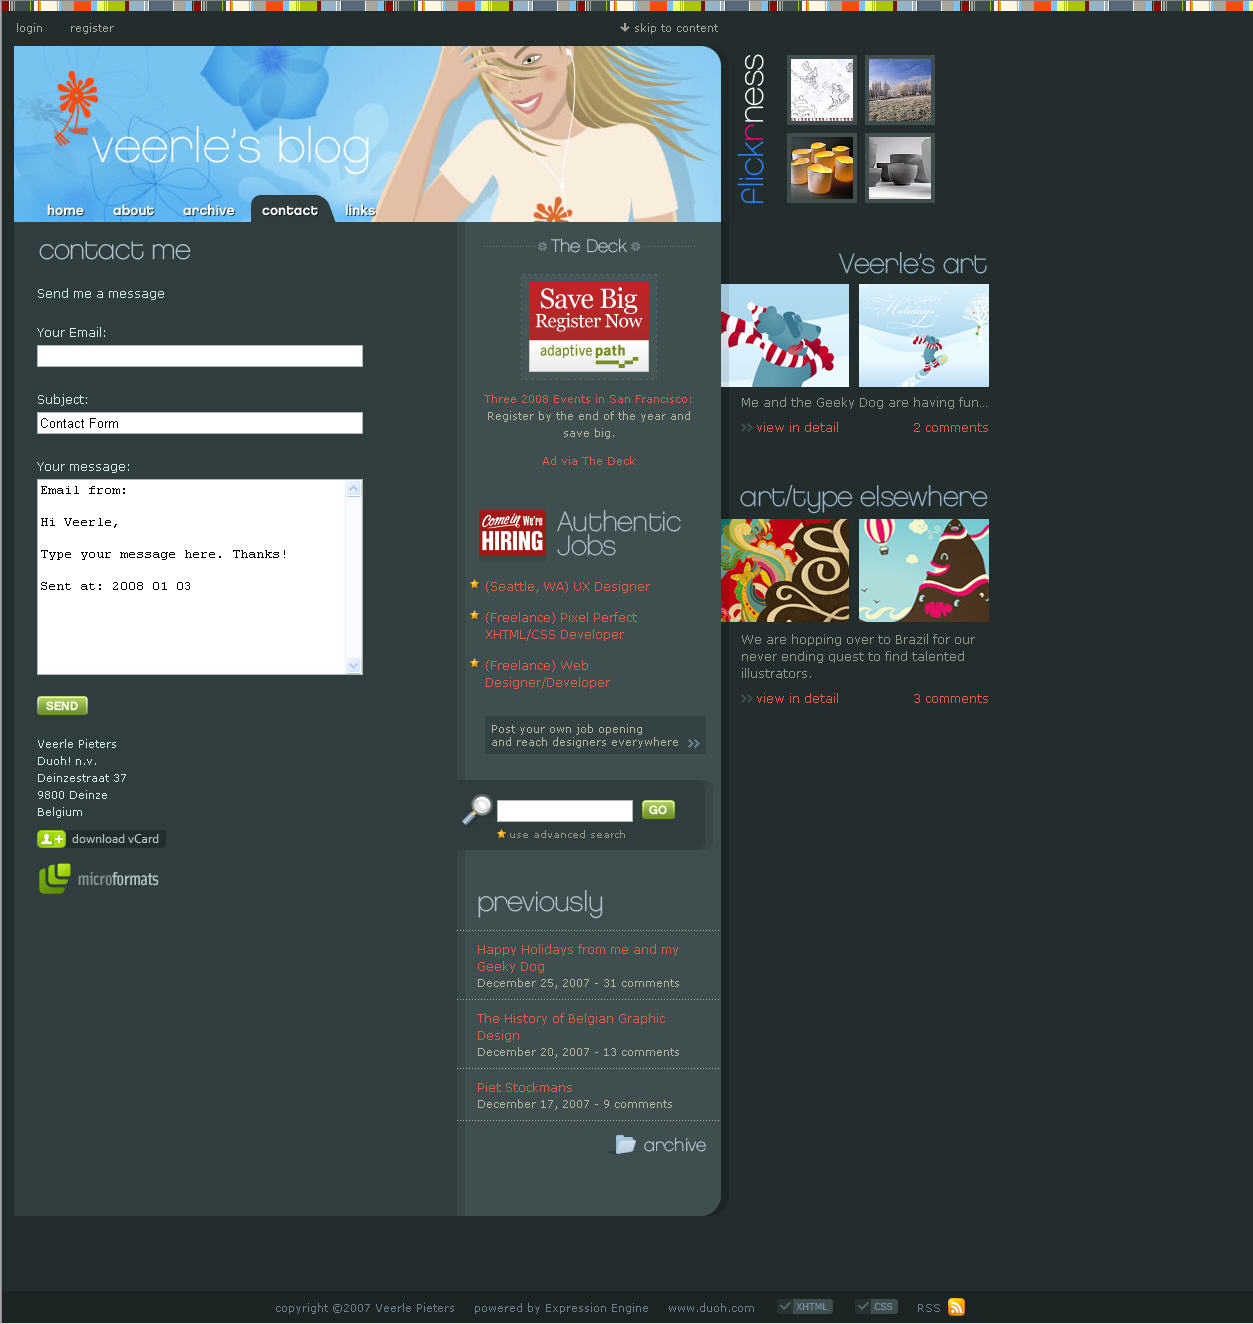 login register skip to content
veerle's blog
home about archive contact links
contact me
Send me a message
Your Email:
Subject:
Contact Form
Your message:
Email from:
Hi Veerle,
Type your message here. Thanks!
Sent at: 2008 01 03
SEND
Veerle Pieters
Duoh! n.v.
Deinzestraat 37
9800 Deinze
Belgium
download vCard
microformats
The Deck
Save Big
Register Now
adaptive path
Three 2008 Events in San Francisco:
Register by the end of the year and
save big.
Ad via The Deck
Come in We're
HIRING
Authentic
Jobs
(Seattle, WA) UX Designer
(Freelance) Pixel Perfect
XHTML/CSS Developer
(Freelance) Web
Designer/Developer
Post your own job opening
and reach designers everywhere
GO
use advanced search
previously
Happy Holidays from me and my
Geeky Dog
December 25, 2007 - 31 comments
The History of Belgian Graphic
Design
December 20, 2007 - 13 comments
Piet Stockmans
December 17, 2007 - 9 comments
archive
flickrness
Veerle's art
HAPPY
Holidays
Me and the Geeky Dog are having fun...
view in detail 2 comments
art/type elsewhere
We are hopping over to Brazil for our
never ending quest to find talented
illustrators.
view in detail 3 comments
copyright ©2007 Veerle Pieters powered by Expression Engine www.duoh.com XHTML CSS RSS